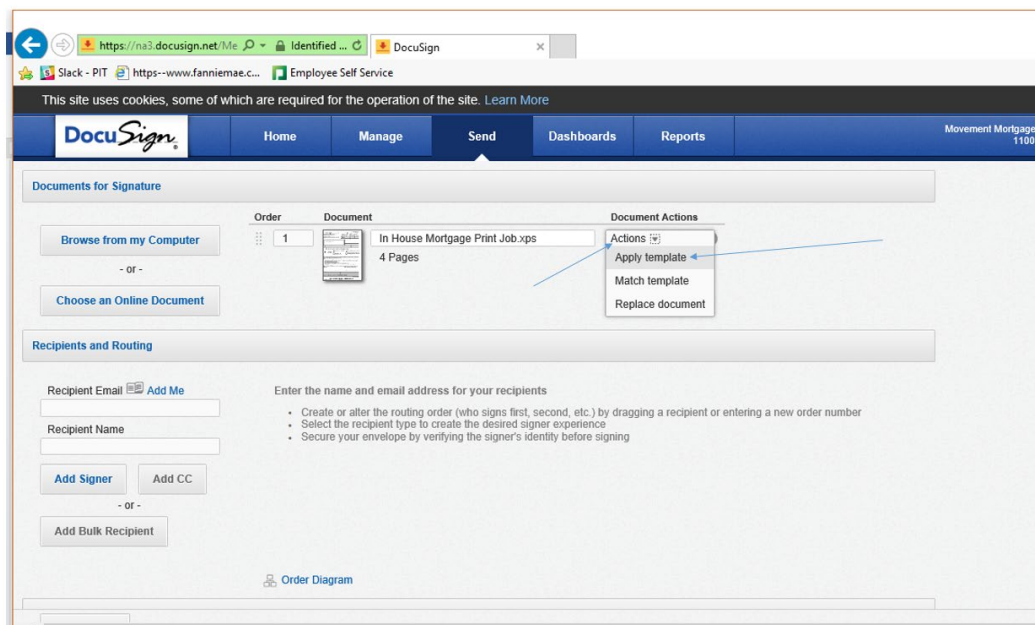 https://na3.docusign.net/Me
Identified ...
DocuSign
Slack - PIT https--www.fanniemae.c... Employee Self Service
This site uses cookies, some of which are required for the operation of the site. Learn More
DocuSign
Home Manage Send Dashboards Reports
Movement Mortgage
1100
Documents for Signature
Order Document Document Actions
Browse from my Computer
- or -
Choose an Online Document
1 In House Mortgage Print Job.xps
4 Pages
Actions
Apply template
Match template
Replace document
Recipients and Routing
Recipient Email Add Me
Recipient Name
Add Signer Add CC
- or -
Add Bulk Recipient
Enter the name and email address for your recipients
Create or alter the routing order (who signs first, second, etc.) by dragging a recipient or entering a new order number
Select the recipient type to create the desired signer experience
Secure your envelope by verifying the signer's identity before signing
Order Diagram